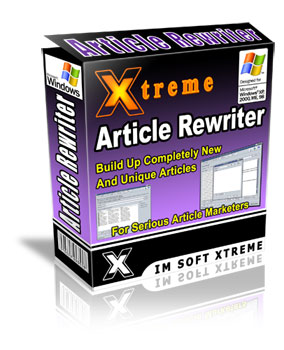 Article Rewriter
Windows
Xtreme
Designed for
Microsoft
Windows XP
2000, ME, 98
Article Rewriter
Build Up Completely New
And Unique Articles
For Serious Article Marketers
Article Rewriter
X
IM SOFT XTREME